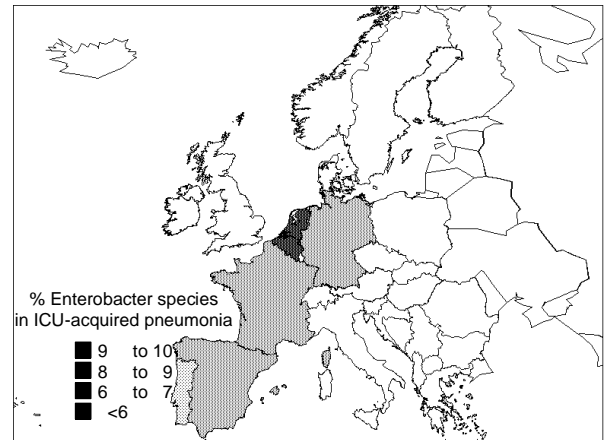 % Enterobacter species
in ICU-acquired pneumonia
9 to 10
8 to 9
6 to 7
<6